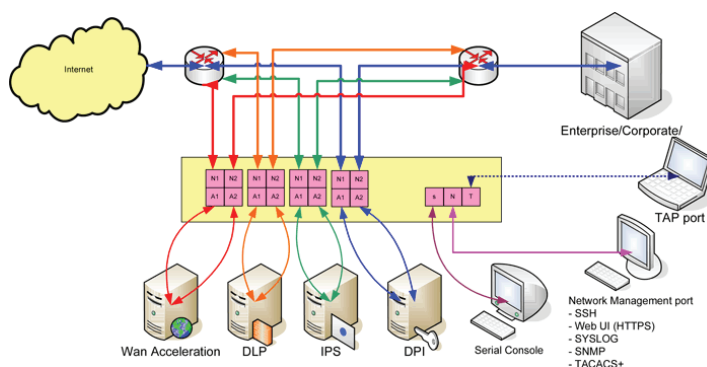 Internet
Enterprise/Corporate/
N1 N2 N1 N2 N1 N2 N1 N2
A1 A2 A1 A2 A1 A2 A1 A2
s N T
TAP port
Wan Acceleration
DLP
IPS
DPI
Serial Console
Network Management port
- SSH
- Web UI (HTTPS)
- SYSLOG
- SNMP
- TACACS+